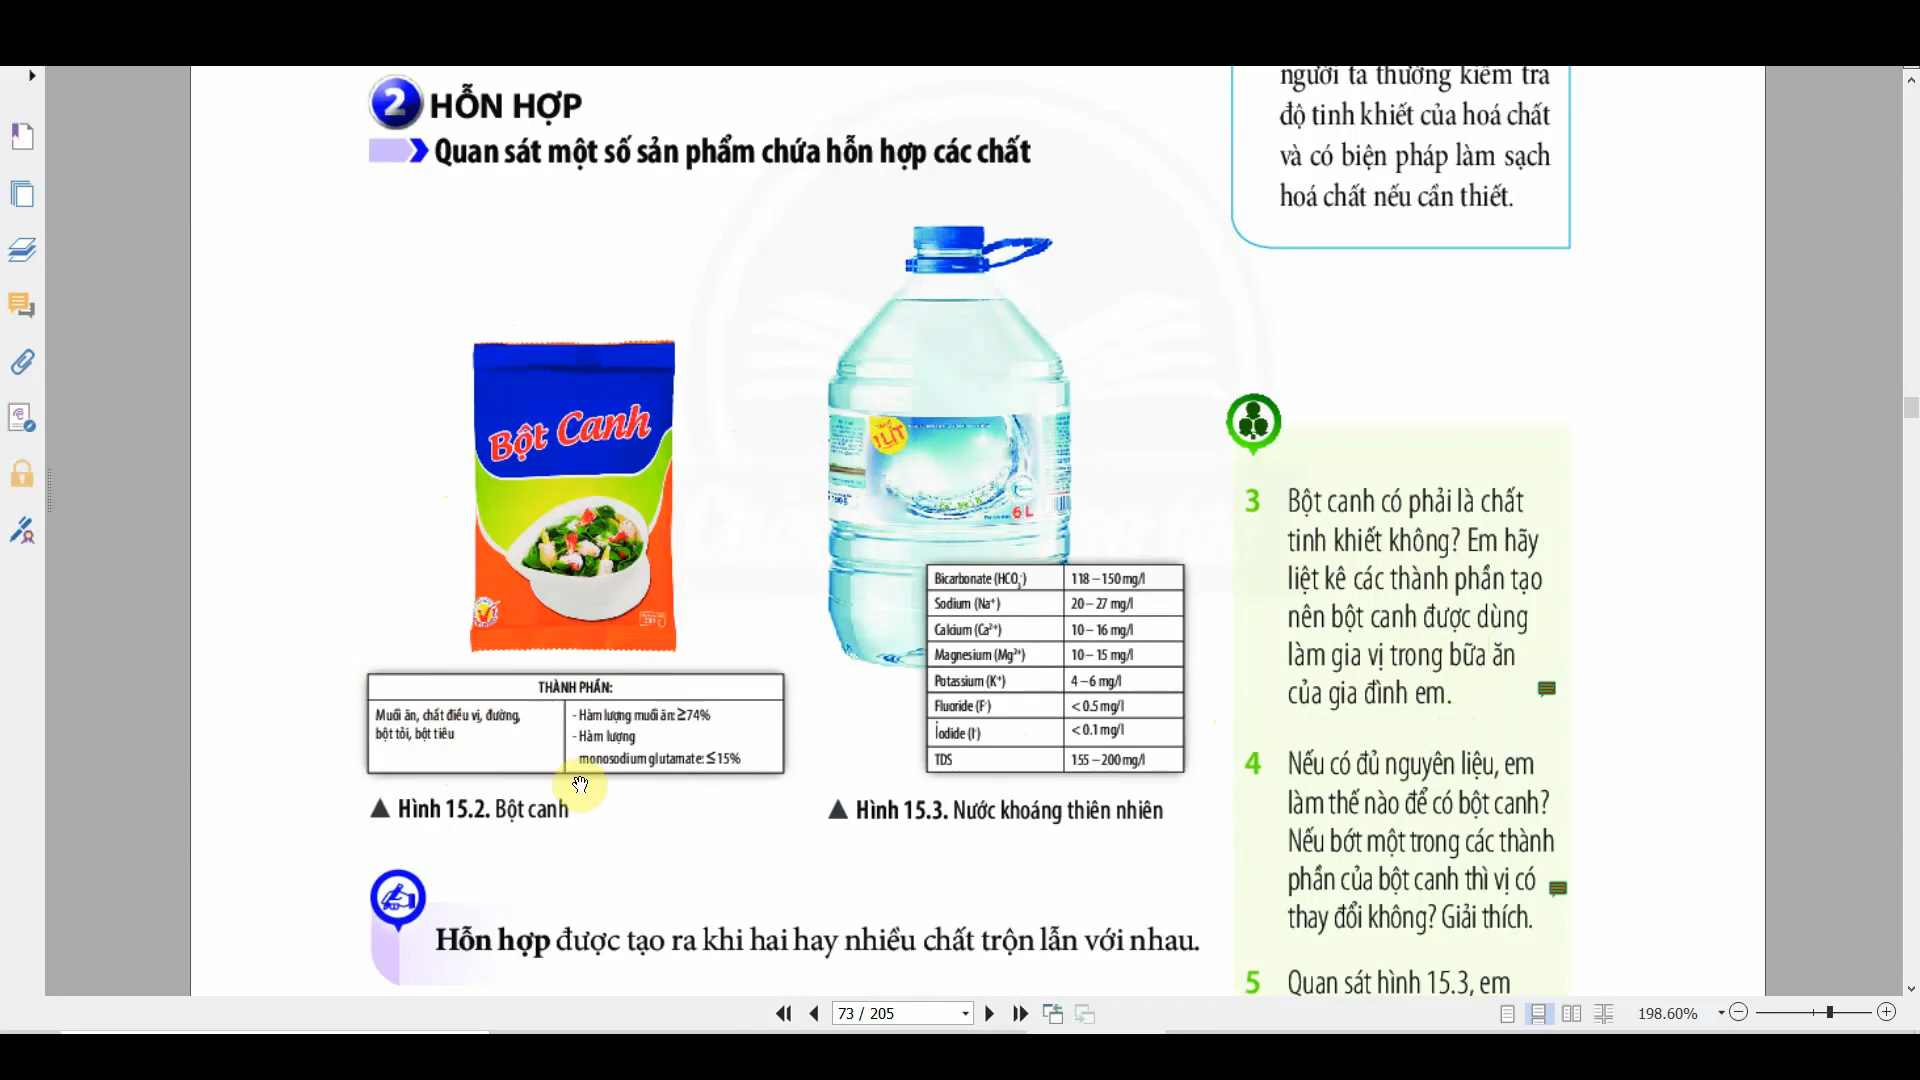 người ta thường kiểm tra
độ tinh khiết của hoá chất
và có biện pháp làm sạch
hoá chất nếu cần thiết.
2 HỖN HỢP
Quan sát một số sản phẩm chứa hỗn hợp các chất
Bột Canh
1 LÍT
6 L
Bicarbonate (HCO₃⁻) 118 – 150 mg/l
Sodium (Na⁺) 20 – 27 mg/l
Calcium (Ca²⁺) 10 – 16 mg/l
Magnesium (Mg²⁺) 10 – 15 mg/l
Potassium (K⁺) 4 – 6 mg/l
Fluoride (F⁻) < 0.5 mg/l
İodide (I⁻) < 0.1 mg/l
TDS 155 – 200 mg/l
THÀNH PHẦN:
Muối ăn, chất điều vị, đường,
bột tỏi, bột tiêu
- Hàm lượng muối ăn: ≥74%
- Hàm lượng
monosodium glutamate: ≤15%
▲ Hình 15.2. Bột canh
▲ Hình 15.3. Nước khoáng thiên nhiên
Hỗn hợp được tạo ra khi hai hay nhiều chất trộn lẫn với nhau.
3 Bột canh có phải là chất
tinh khiết không? Em hãy
liệt kê các thành phần tạo
nên bột canh được dùng
làm gia vị trong bữa ăn
của gia đình em.
4 Nếu có đủ nguyên liệu, em
làm thế nào để có bột canh?
Nếu bớt một trong các thành
phần của bột canh thì vị có
thay đổi không? Giải thích.
5 Quan sát hình 15.3, em
73 / 205
198.60%